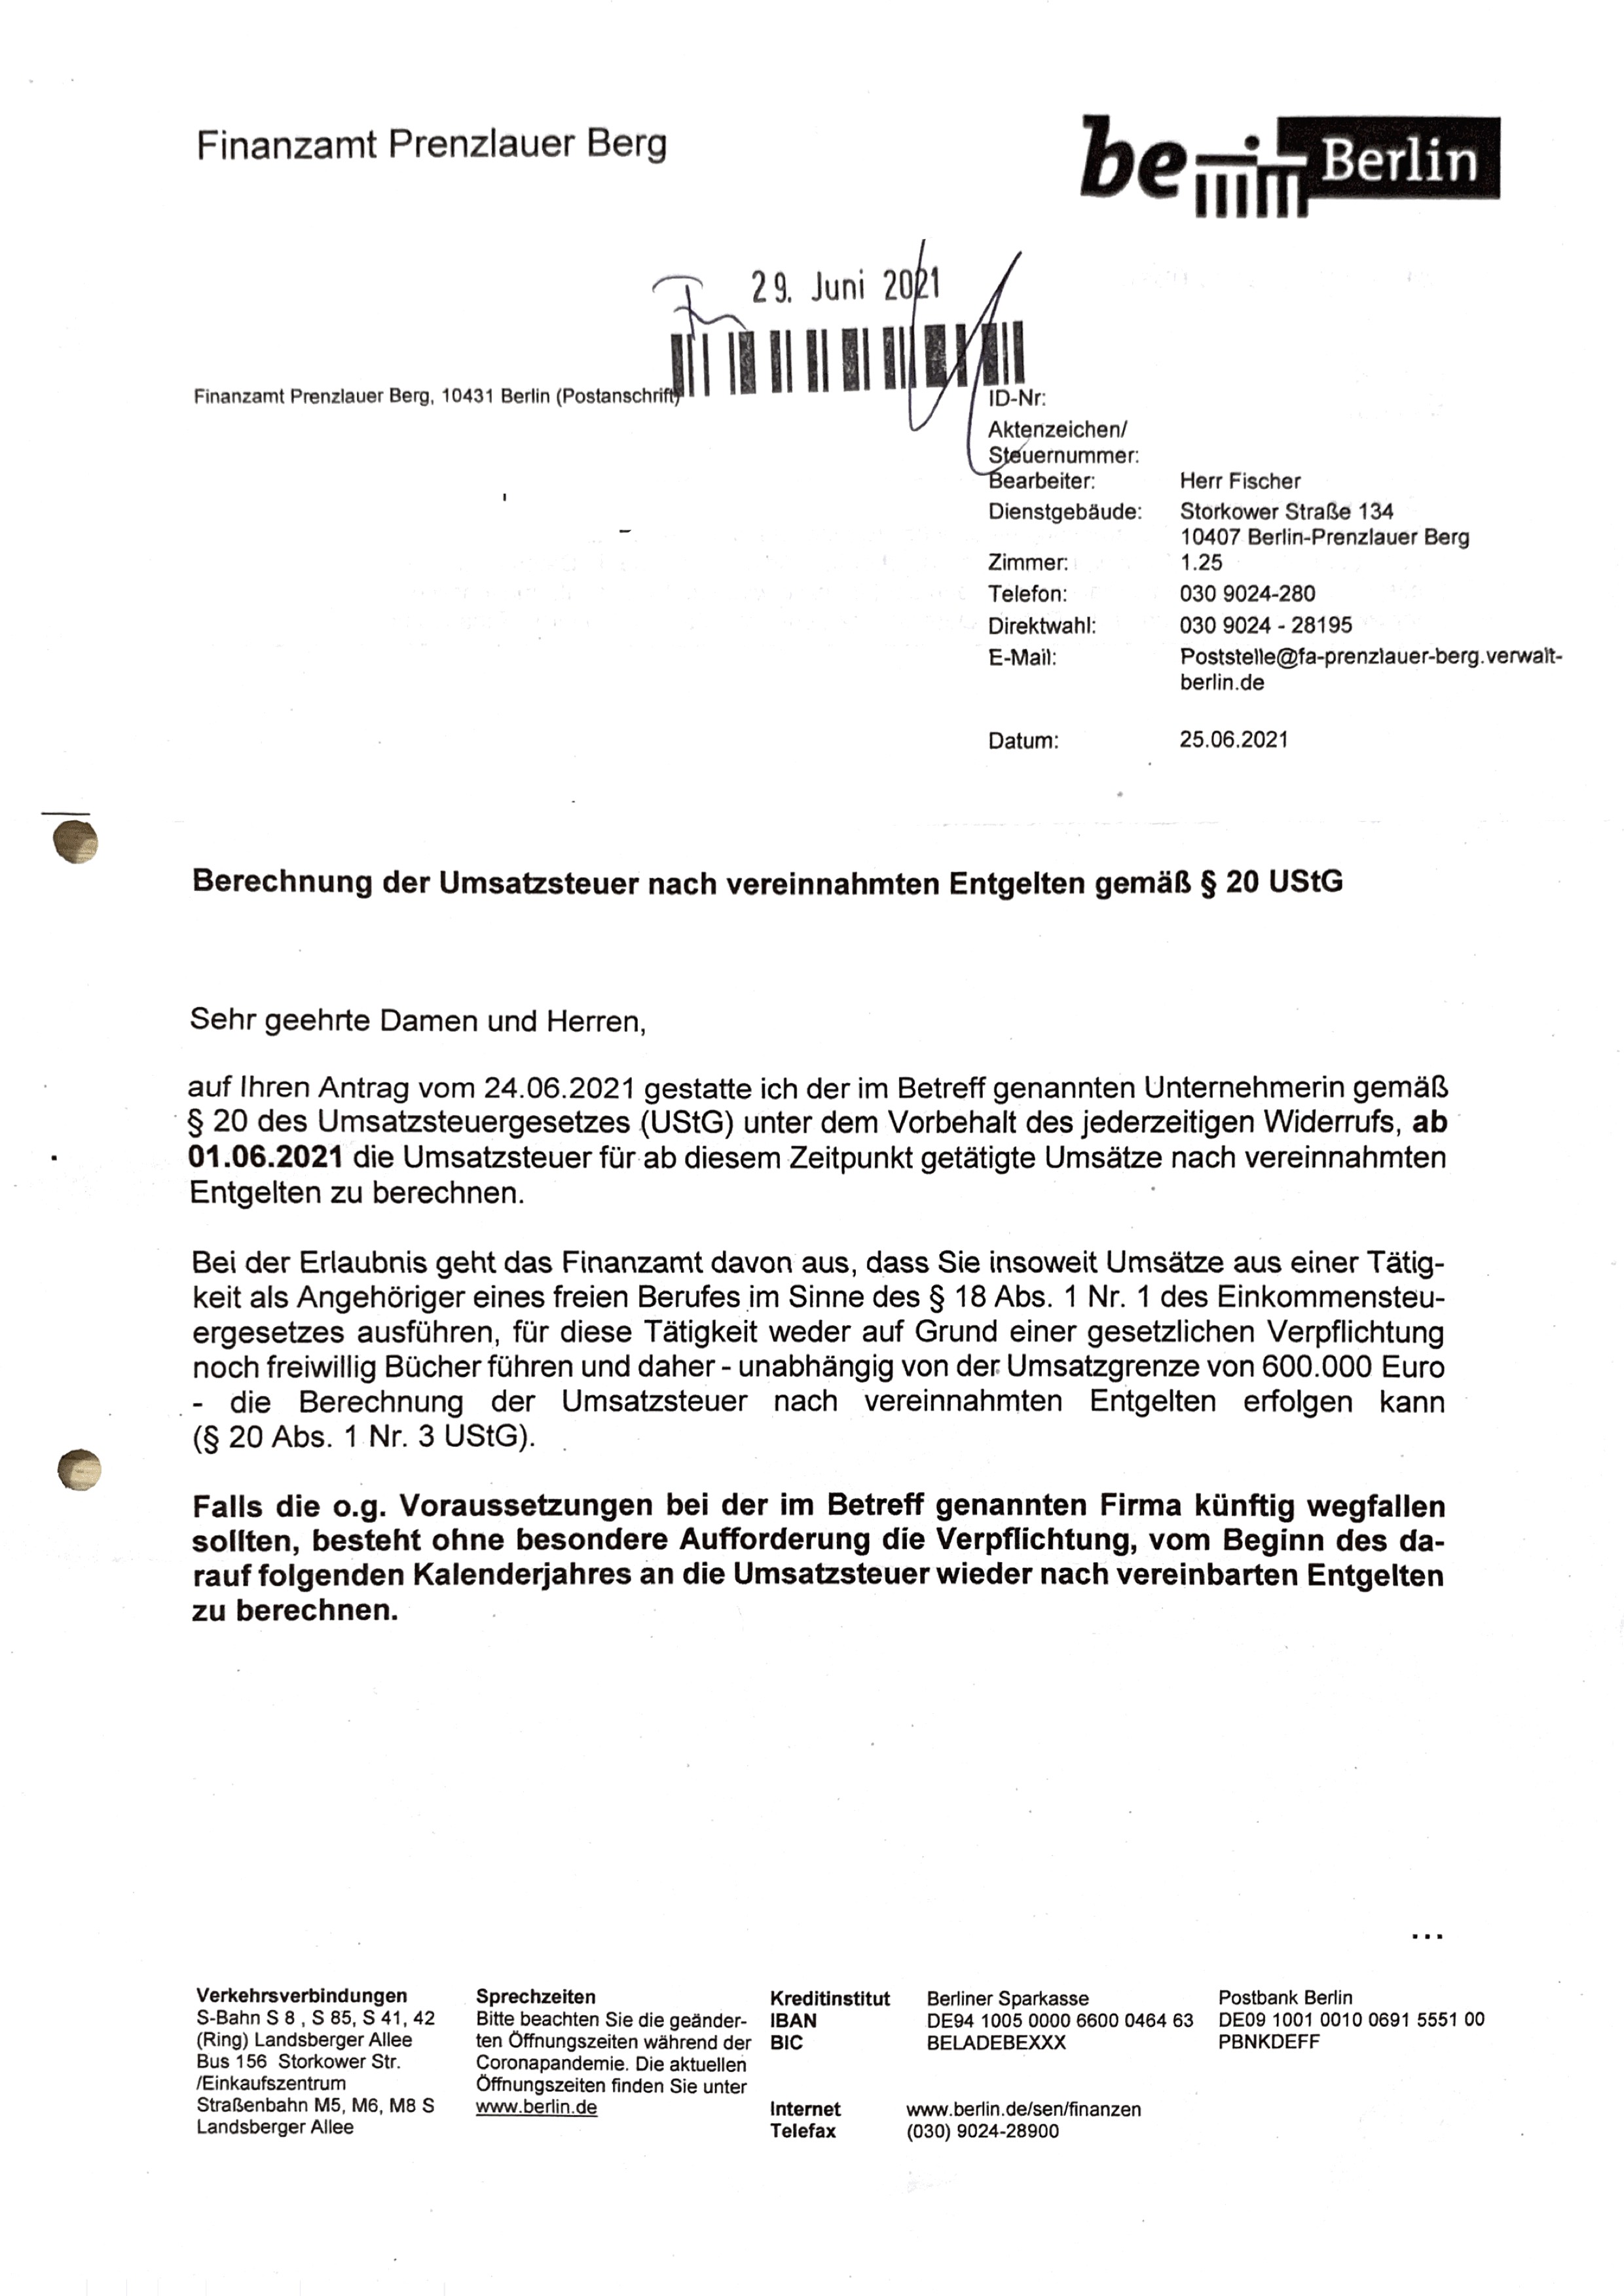 Finanzamt Prenzlauer Berg
be Berlin
29. Juni 2021
Finanzamt Prenzlauer Berg, 10431 Berlin (Postanschrift)
ID-Nr:
Aktenzeichen/
Steuernummer:
Bearbeiter: Herr Fischer
Dienstgebäude: Storkower Straße 134
10407 Berlin-Prenzlauer Berg
Zimmer: 1.25
Telefon: 030 9024-280
Direktwahl: 030 9024 - 28195
E-Mail: Poststelle@fa-prenzlauer-berg.verwalt-
berlin.de
Datum: 25.06.2021
Berechnung der Umsatzsteuer nach vereinnahmten Entgelten gemäß § 20 UStG
Sehr geehrte Damen und Herren,
auf Ihren Antrag vom 24.06.2021 gestatte ich der im Betreff genannten Unternehmerin gemäß
§ 20 des Umsatzsteuergesetzes (UStG) unter dem Vorbehalt des jederzeitigen Widerrufs, ab
01.06.2021 die Umsatzsteuer für ab diesem Zeitpunkt getätigte Umsätze nach vereinnahmten
Entgelten zu berechnen.
Bei der Erlaubnis geht das Finanzamt davon aus, dass Sie insoweit Umsätze aus einer Tätig-
keit als Angehöriger eines freien Berufes im Sinne des § 18 Abs. 1 Nr. 1 des Einkommensteu-
ergesetzes ausführen, für diese Tätigkeit weder auf Grund einer gesetzlichen Verpflichtung
noch freiwillig Bücher führen und daher - unabhängig von der Umsatzgrenze von 600.000 Euro
- die Berechnung der Umsatzsteuer nach vereinnahmten Entgelten erfolgen kann
(§ 20 Abs. 1 Nr. 3 UStG).
Falls die o.g. Voraussetzungen bei der im Betreff genannten Firma künftig wegfallen
sollten, besteht ohne besondere Aufforderung die Verpflichtung, vom Beginn des da-
rauf folgenden Kalenderjahres an die Umsatzsteuer wieder nach vereinbarten Entgelten
zu berechnen.
...
Verkehrsverbindungen
S-Bahn S 8 , S 85, S 41, 42
(Ring) Landsberger Allee
Bus 156 Storkower Str.
/Einkaufszentrum
Straßenbahn M5, M6, M8 S
Landsberger Allee
Sprechzeiten
Bitte beachten Sie die geänder-
ten Öffnungszeiten während der
Coronapandemie. Die aktuellen
Öffnungszeiten finden Sie unter
www.berlin.de
Kreditinstitut Berliner Sparkasse Postbank Berlin
IBAN DE94 1005 0000 6600 0464 63 DE09 1001 0010 0691 5551 00
BIC BELADEBEXXX PBNKDEFF
Internet www.berlin.de/sen/finanzen
Telefax (030) 9024-28900